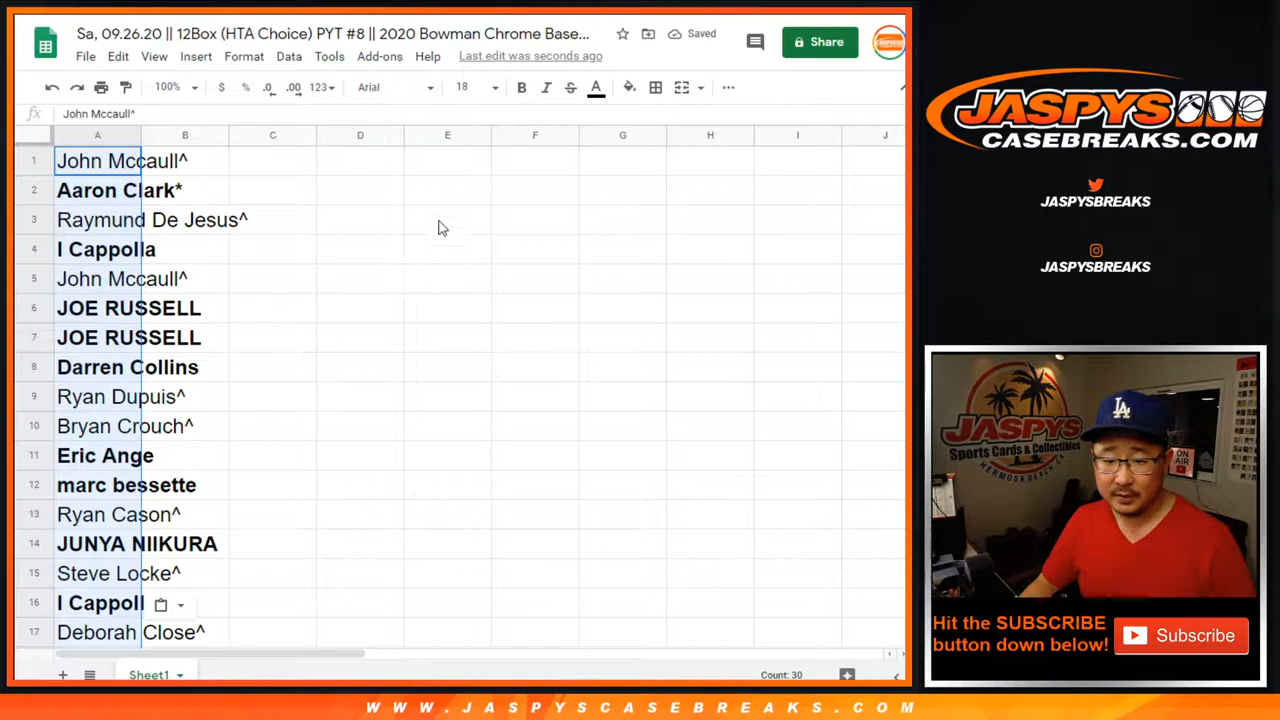 Sa, 09.26.20 || 12Box (HTA Choice) PYT #8 || 2020 Bowman Chrome Base...
Saved
Share
File Edit View Insert Format Data Tools Add-ons Help Last edit was seconds ago
100% $ % .0 .00 123 Arial 18 B I S A
fx John Mccaull^
A B C D E F G H I J
1 John Mccaull^
2 Aaron Clark*
3 Raymund De Jesus^
4 I Cappolla
5 John Mccaull^
6 JOE RUSSELL
7 JOE RUSSELL
8 Darren Collins
9 Ryan Dupuis^
10 Bryan Crouch^
11 Eric Ange
12 marc bessette
13 Ryan Cason^
14 JUNYA NIIKURA
15 Steve Locke^
16 I Cappoll
17 Deborah Close^
Sheet1
Count: 30
JASPYS
CASEBREAKS.COM
JASPYSBREAKS
JASPYSBREAKS
JASPYS
Sports Cards & Collectibles
HERMOSA BEACH, CA
LA
ON AIR
Hit the SUBSCRIBE
button down below!
Subscribe
WWW.JASPYSCASEBREAKS.COM